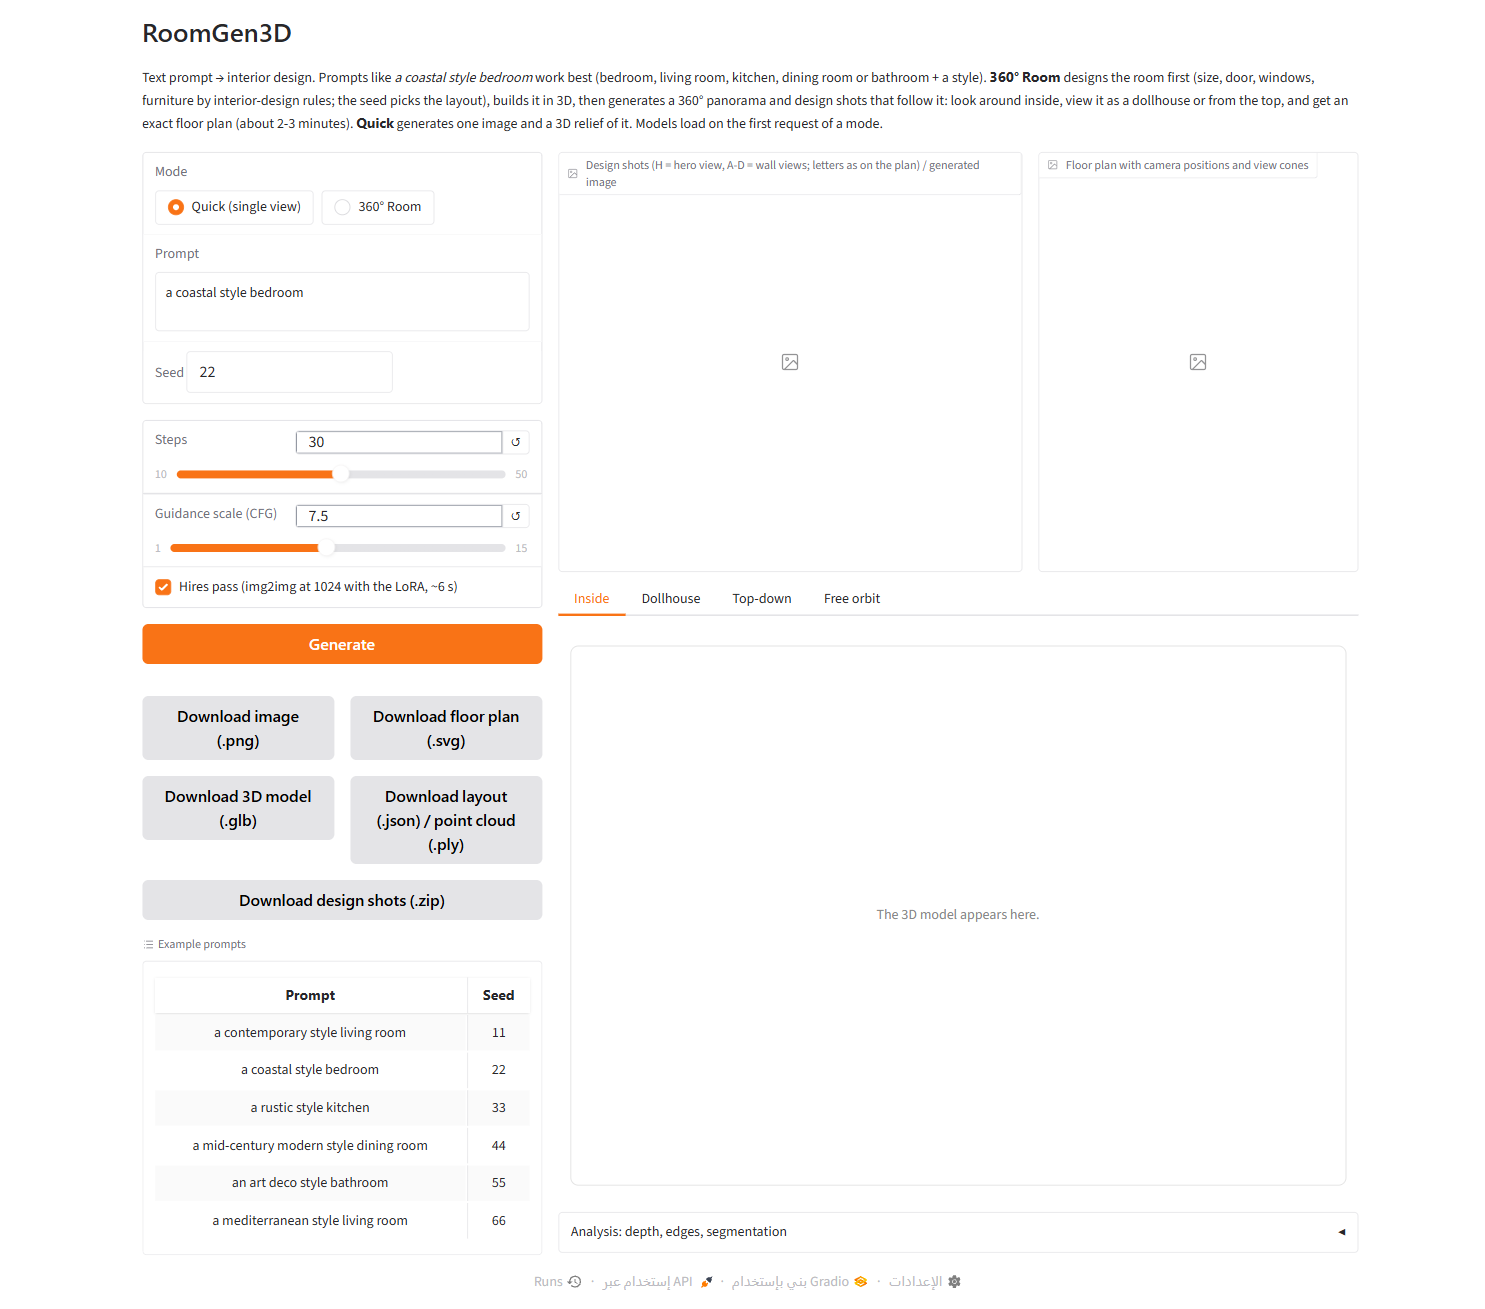 RoomGen3D
Text prompt → interior design. Prompts like a coastal style bedroom work best (bedroom, living room, kitchen, dining room or bathroom + a style). 360° Room designs the room first (size, door, windows,
furniture by interior-design rules; the seed picks the layout), builds it in 3D, then generates a 360° panorama and design shots that follow it: look around inside, view it as a dollhouse or from the top, and get an
exact floor plan (about 2-3 minutes). Quick generates one image and a 3D relief of it. Models load on the first request of a mode.
Mode
Quick (single view)
360° Room
Prompt
a coastal style bedroom
Seed
22
Steps
30
↺
10
50
Guidance scale (CFG)
7.5
↺
1
15
Hires pass (img2img at 1024 with the LoRA, ~6 s)
Generate
Download image
(.png)
Download floor plan
(.svg)
Download 3D model
(.glb)
Download layout
(.json) / point cloud
(.ply)
Download design shots (.zip)
Example prompts
Prompt Seed
a contemporary style living room 11
a coastal style bedroom 22
a rustic style kitchen 33
a mid-century modern style dining room 44
an art deco style bathroom 55
a mediterranean style living room 66
Design shots (H = hero view, A-D = wall views; letters as on the plan) / generated
image
Floor plan with camera positions and view cones
Inside
Dollhouse
Top-down
Free orbit
The 3D model appears here.
Analysis: depth, edges, segmentation
الإعدادات · بني بإستخدام Gradio · إستخدام عبر API · Runs